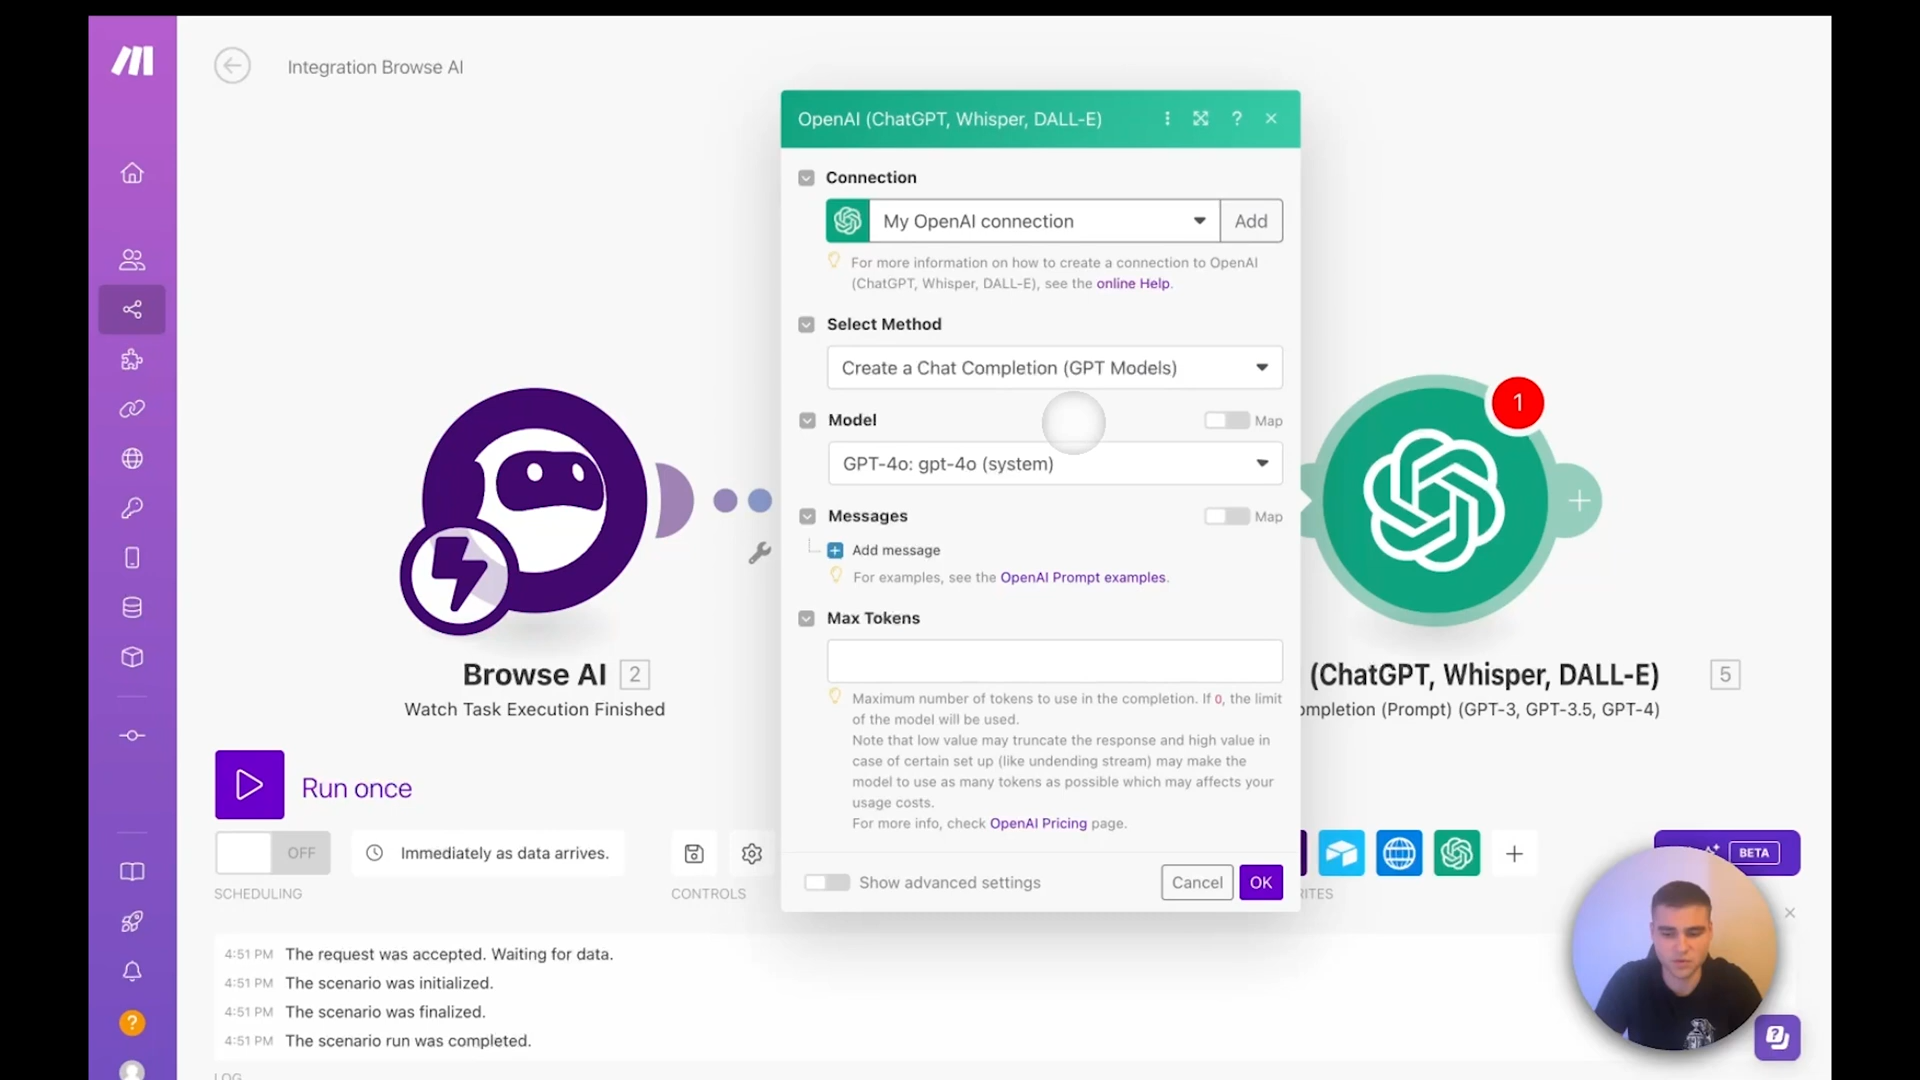 Integration Browse AI
OpenAI (ChatGPT, Whisper, DALL-E)
?
Connection
My OpenAI connection
Add
For more information on how to create a connection to OpenAI
(ChatGPT, Whisper, DALL-E), see the online Help.
Select Method
Create a Chat Completion (GPT Models)
Model
Map
GPT-4o: gpt-4o (system)
Messages
Map
Add message
For examples, see the OpenAI Prompt examples.
Max Tokens
Maximum number of tokens to use in the completion. If 0, the limit
of the model will be used.
Note that low value may truncate the response and high value in
case of certain set up (like undending stream) may make the
model to use as many tokens as possible which may affects your
usage costs.
For more info, check OpenAI Pricing page.
Show advanced settings
Cancel
OK
1
Browse AI 2
Watch Task Execution Finished
(ChatGPT, Whisper, DALL-E) 5
ompletion (Prompt) (GPT-3, GPT-3.5, GPT-4)
Run once
OFF
Immediately as data arrives.
BETA
SCHEDULING
CONTROLS
RITES
4:51 PM The request was accepted. Waiting for data.
4:51 PM The scenario was initialized.
4:51 PM The scenario was finalized.
4:51 PM The scenario run was completed.
?
LOG